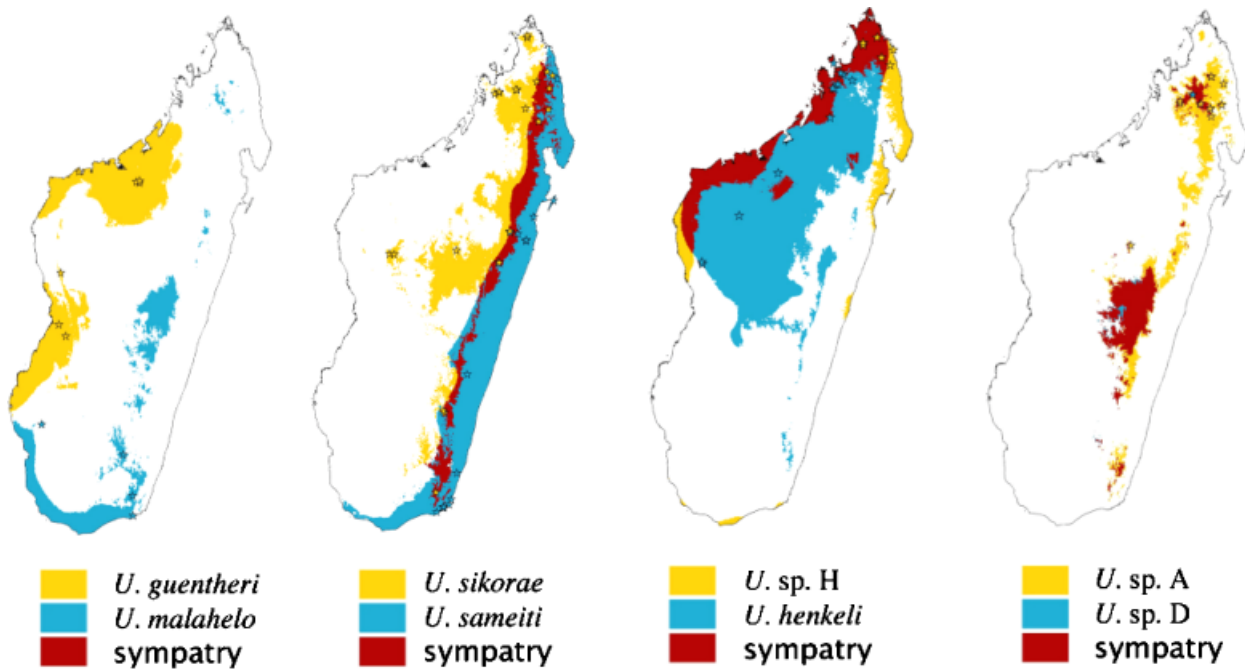 U. guentheri
U. malahelo
sympatry
U. sikorae
U. sameiti
sympatry
U. sp. H
U. henkeli
sympatry
U. sp. A
U. sp. D
sympatry